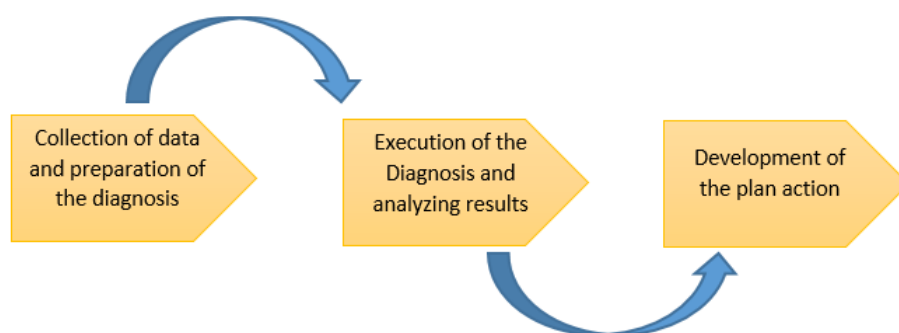 Collection of data
and preparation of
the diagnosis
Execution of the
Diagnosis and
analyzing results
Development of
the plan action